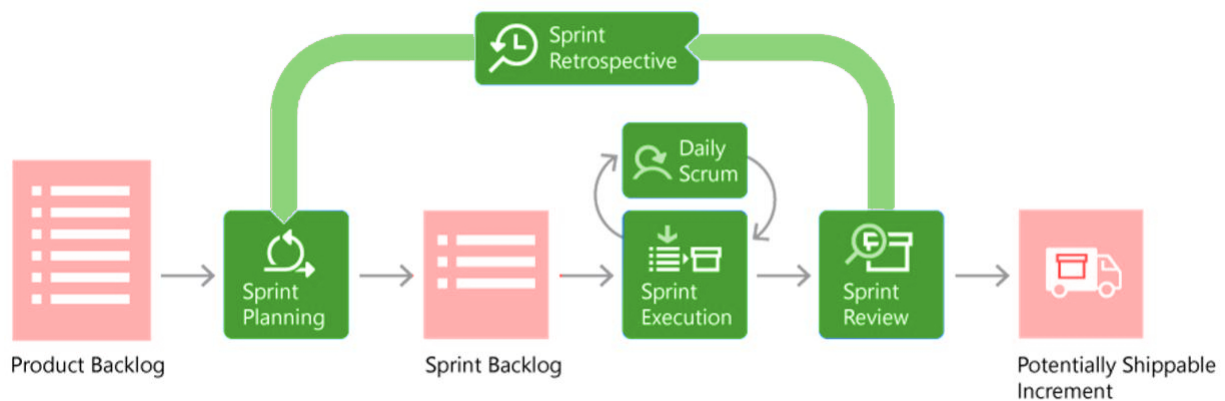 Sprint
Retrospective
Daily
Scrum
Sprint
Planning
Sprint
Execution
Sprint
Review
Product Backlog
Sprint Backlog
Potentially Shippable
Increment